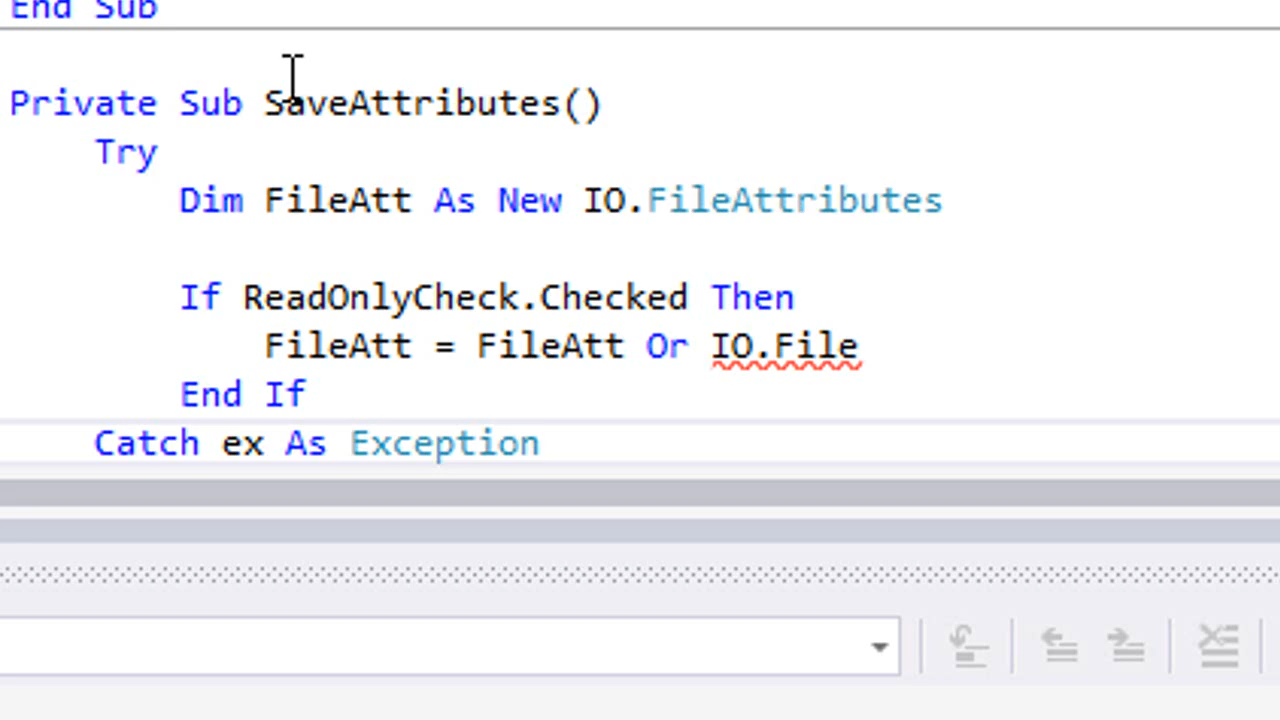 End Sub
Private Sub SaveAttributes()
Try
Dim FileAtt As New IO.FileAttributes
If ReadOnlyCheck.Checked Then
FileAtt = FileAtt Or IO.File
End If
Catch ex As Exception